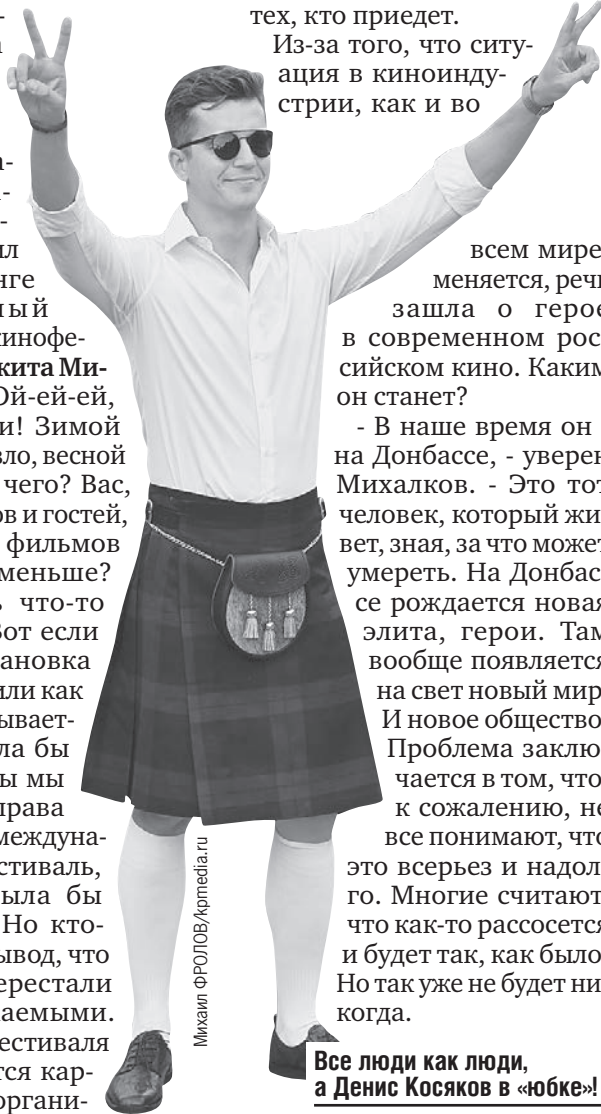 ил
нге
ный
кинофе-
кита Ми-
Ой-ей-ей,
и! Зимой
зло, весной
чего? Вас,
ов и гостей,
фильмов
меньше?
ь что-то
Вот если
ановка
или как
ывает-
ла бы
ы мы
права
междуна-
стиваль,
ыла бы
Но кто-
ывод, что
ерестали
аемыми.
естиваля
тся кар-
органи-
тех, кто приедет.
Из-за того, что ситу-
ация в киноинду-
стрии, как и во
всем мире,
меняется, речь
зашла о герое
в современном рос-
сийском кино. Каким
он станет?
- В наше время он -
на Донбассе, - уверен
Михалков. - Это тот
человек, который жи-
вет, зная, за что может
умереть. На Донбас-
се рождается новая
элита, герои. Там
вообще появляется
на свет новый мир.
И новое общество.
Проблема заклю-
чается в том, что,
к сожалению, не
все понимают, что
это всерьез и надол-
го. Многие считают,
что как-то рассосется
и будет так, как было.
Но так уже не будет ни-
когда.
Михаил ФРОЛОВ/kpmedia.ru
Все люди как люди,
а Денис Косяков в «юбке»!